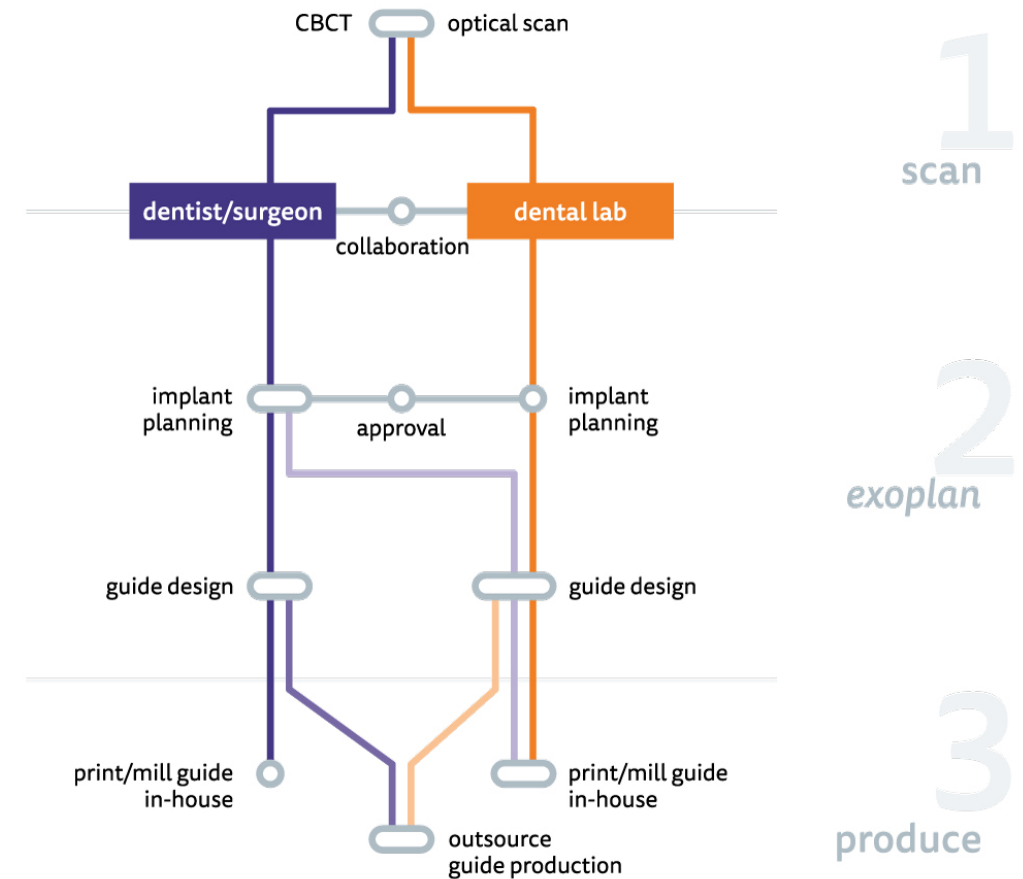 CBCT
optical scan
1
scan
dentist/surgeon
dental lab
collaboration
implant
planning
approval
implant
planning
2
exoplan
guide design
guide design
3
produce
print/mill guide
in-house
print/mill guide
in-house
outsource
guide production